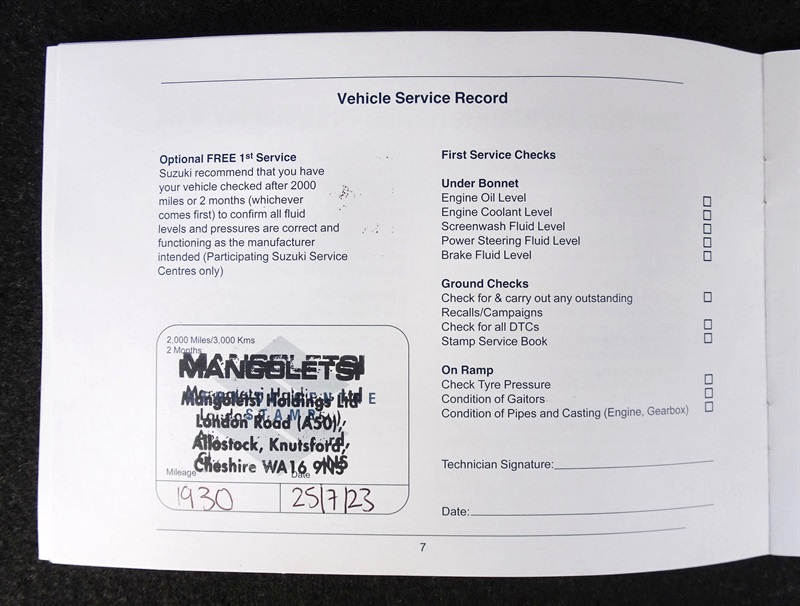 Vehicle Service Record
Optional FREE 1st Service
Suzuki recommend that you have
your vehicle checked after 2000
miles or 2 months (whichever
comes first) to confirm all fluid
levels and pressures are correct and
functioning as the manufacturer
intended (Participating Suzuki Service
Centres only)
2,000 Miles/3,000 Kms
2 Months
MANGOLETSI
Mangoletsi Holdings Ltd
STAMP
London Road (A50),
Allostock, Knutsford,
Cheshire WA16 9NS
Mileage
Date
1930
25/7/23
First Service Checks
Under Bonnet
Engine Oil Level
Engine Coolant Level
Screenwash Fluid Level
Power Steering Fluid Level
Brake Fluid Level
Ground Checks
Check for & carry out any outstanding
Recalls/Campaigns
Check for all DTCs
Stamp Service Book
On Ramp
Check Tyre Pressure
Condition of Gaitors
Condition of Pipes and Casting (Engine, Gearbox)
Technician Signature:
Date:
7